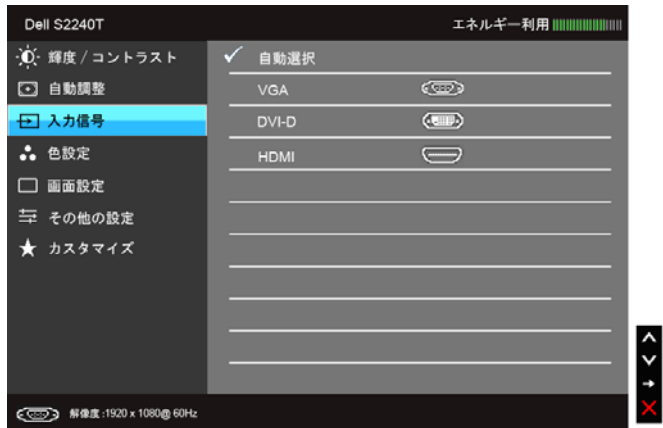 Dell S2240T エネルギー利用
輝度 / コントラスト
自動調整
入力信号
色設定
画面設定
その他の設定
カスタマイズ
自動選択
VGA
DVI-D
HDMI
解像度 :1920 x 1080@ 60Hz